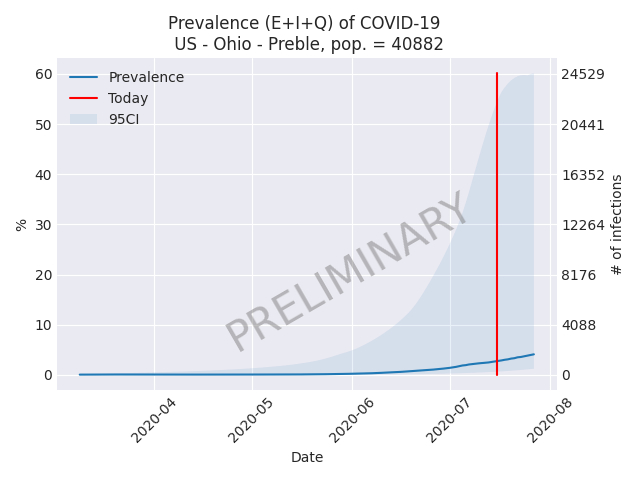 Prevalence (E+I+Q) of COVID-19
US - Ohio - Preble, pop. = 40882
Prevalence
Today
95CI
PRELIMINARY
%
60
50
40
30
20
10
0
24529
20441
16352
12264
8176
4088
0
# of infections
2020-04
2020-05
2020-06
2020-07
2020-08
Date